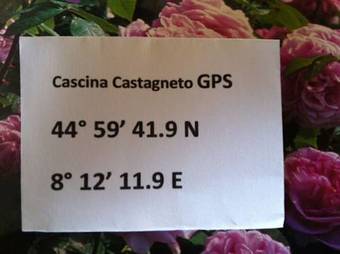 Cascina Castagneto GPS
44° 59’ 41.9 N
8° 12’ 11.9 E